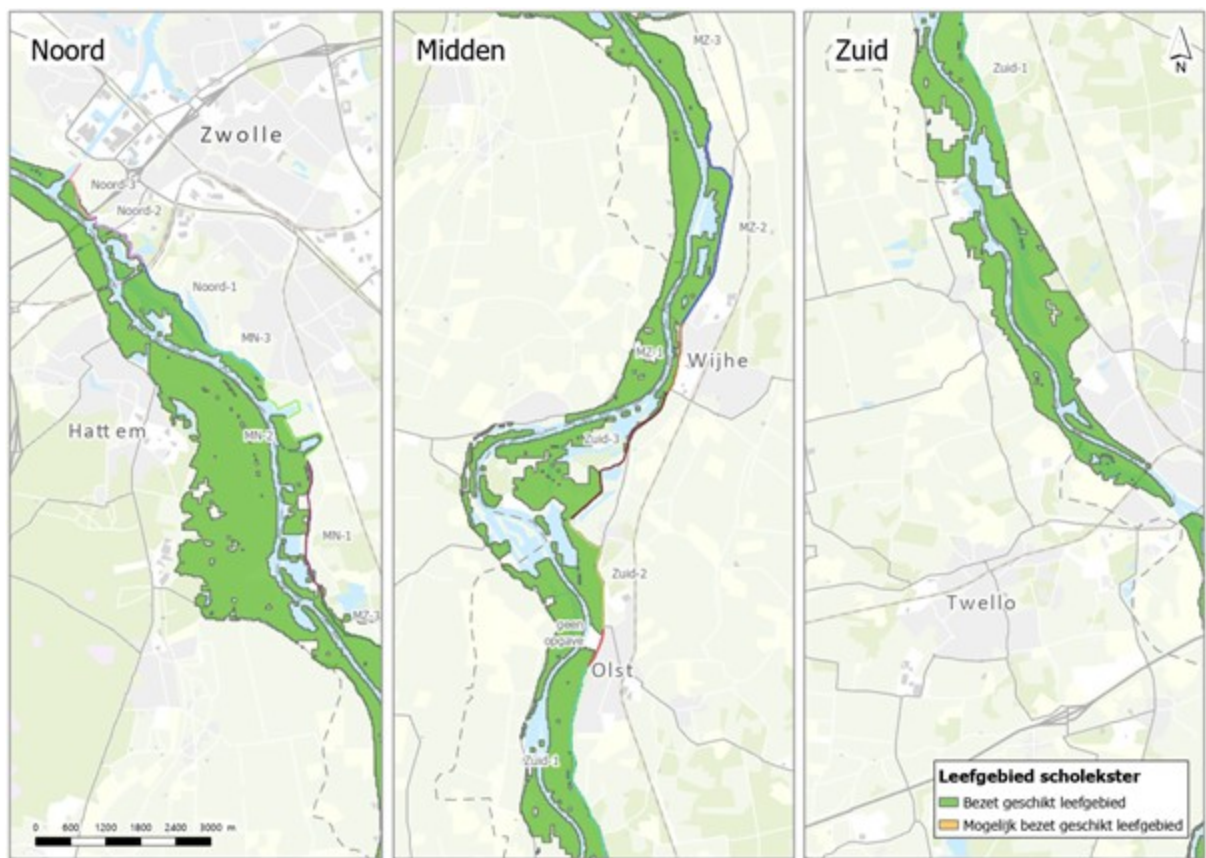 Noord
Zwolle
Noord-3
Noord-2
Noord-1
MN-3
Hattem
MN-2
MN-1
MZ-3
0 600 1200 1800 2400 3000 m
Midden
MZ-3
MZ-2
MZ-1
Wijhe
Zuid-3
Zuid-2
geen
opgave
Olst
Zuid-1
Zuid
N
Zuid-1
Twello
Leefgebied scholekster
Bezet geschikt leefgebied
Mogelijk bezet geschikt leefgebied